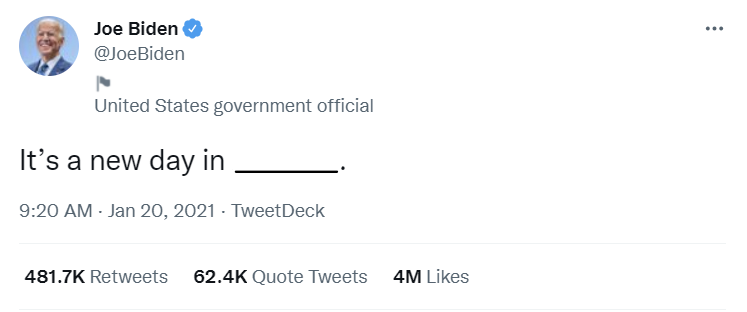 Joe Biden
@JoeBiden
United States government official
It’s a new day in _______.
9:20 AM · Jan 20, 2021 · TweetDeck
481.7K Retweets 62.4K Quote Tweets 4M Likes